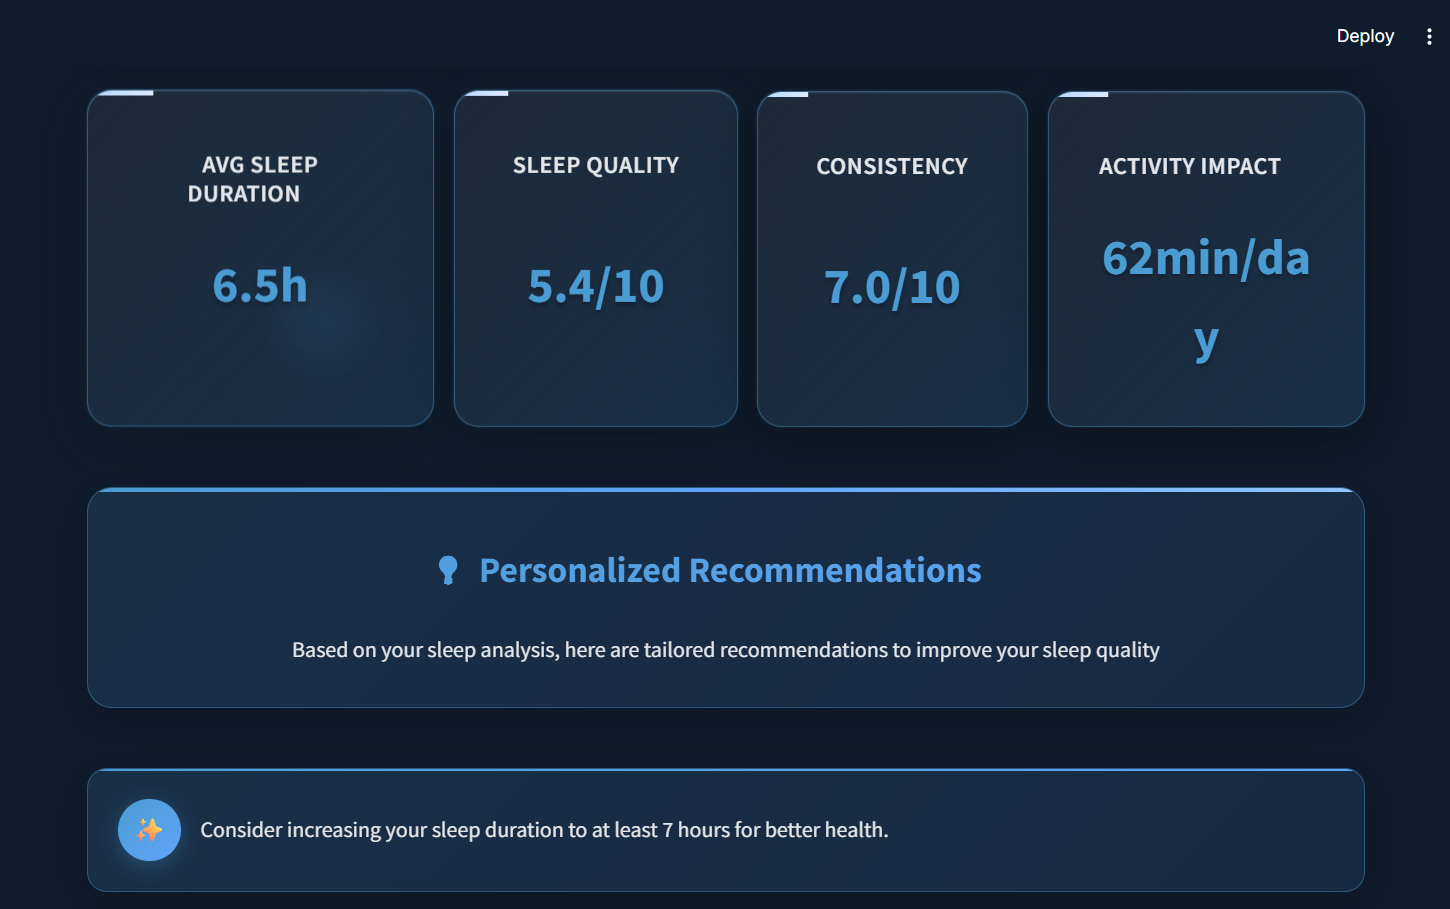 Deploy
AVG SLEEP
DURATION
6.5h
SLEEP QUALITY
5.4/10
CONSISTENCY
7.0/10
ACTIVITY IMPACT
62min/da
y
Personalized Recommendations
Based on your sleep analysis, here are tailored recommendations to improve your sleep quality
Consider increasing your sleep duration to at least 7 hours for better health.